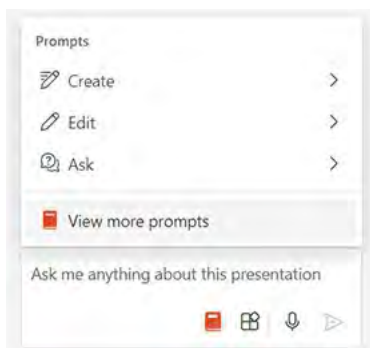 Prompts
Create
Edit
Ask
View more prompts
Ask me anything about this presentation